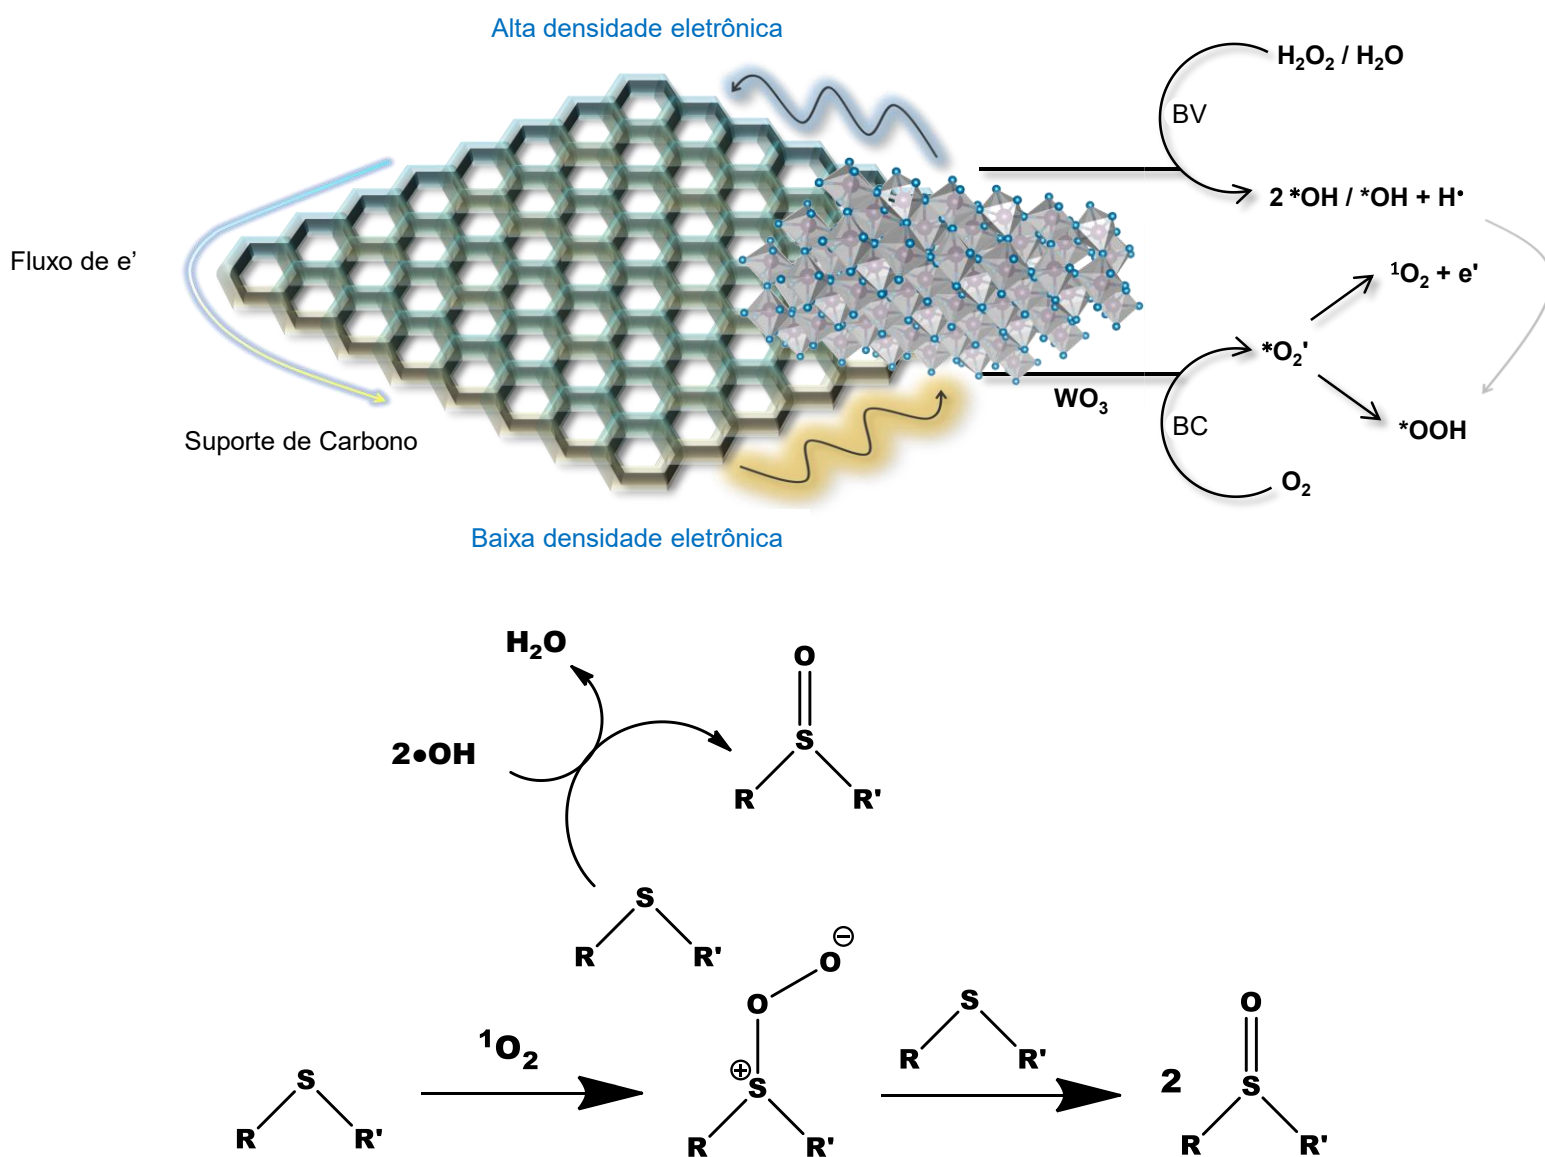 Alta densidade eletrônica
H₂O₂ / H₂O
BV
2 *OH / *OH + H•
Fluxo de e’
¹O₂ + e'
*O₂'
WO₃
BC
*OOH
Suporte de Carbono
O₂
Baixa densidade eletrônica
H₂O
O
2•OH
S
R R'
S
R R'
O ⊖
O
S
O
R R'
¹O₂
S
⊕
S
2
S
R R'
R R'
R R'